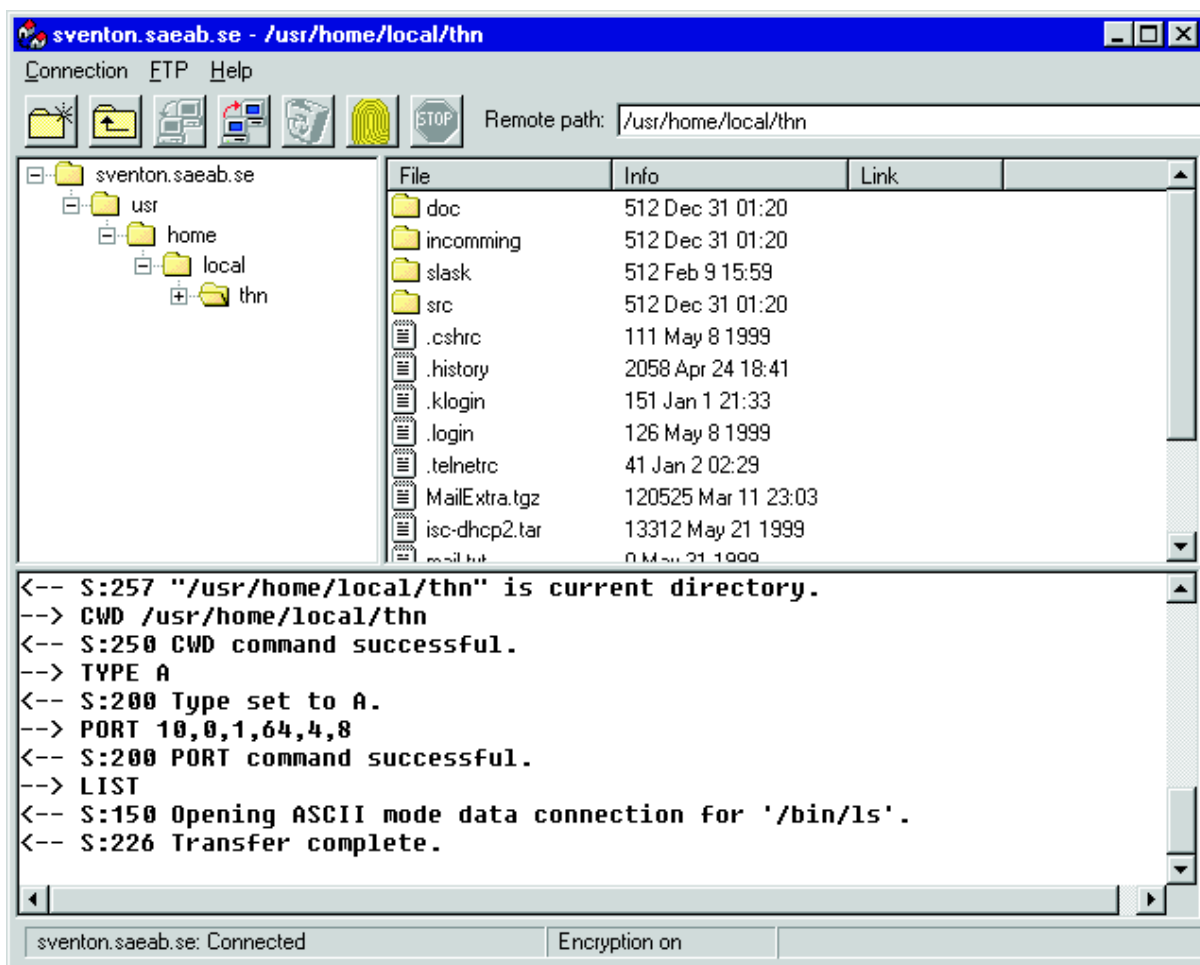 sventon.saeab.se - /usr/home/local/thn
Connection FTP Help
STOP Remote path: /usr/home/local/thn
sventon.saeab.se
usr
home
local
thn
File Info Link
doc 512 Dec 31 01:20
incomming 512 Dec 31 01:20
slask 512 Feb 9 15:59
src 512 Dec 31 01:20
.cshrc 111 May 8 1999
.history 2058 Apr 24 18:41
.klogin 151 Jan 1 21:33
.login 126 May 8 1999
.telnetrc 41 Jan 2 02:29
MailExtra.tgz 120525 Mar 11 23:03
isc-dhcp2.tar 13312 May 21 1999
0 May 31 1999
<-- S:257 "/usr/home/local/thn" is current directory.
--> CWD /usr/home/local/thn
<-- S:250 CWD command successful.
--> TYPE A
<-- S:200 Type set to A.
--> PORT 10,0,1,64,4,8
<-- S:200 PORT command successful.
--> LIST
<-- S:150 Opening ASCII mode data connection for '/bin/ls'.
<-- S:226 Transfer complete.
sventon.saeab.se: Connected Encryption on